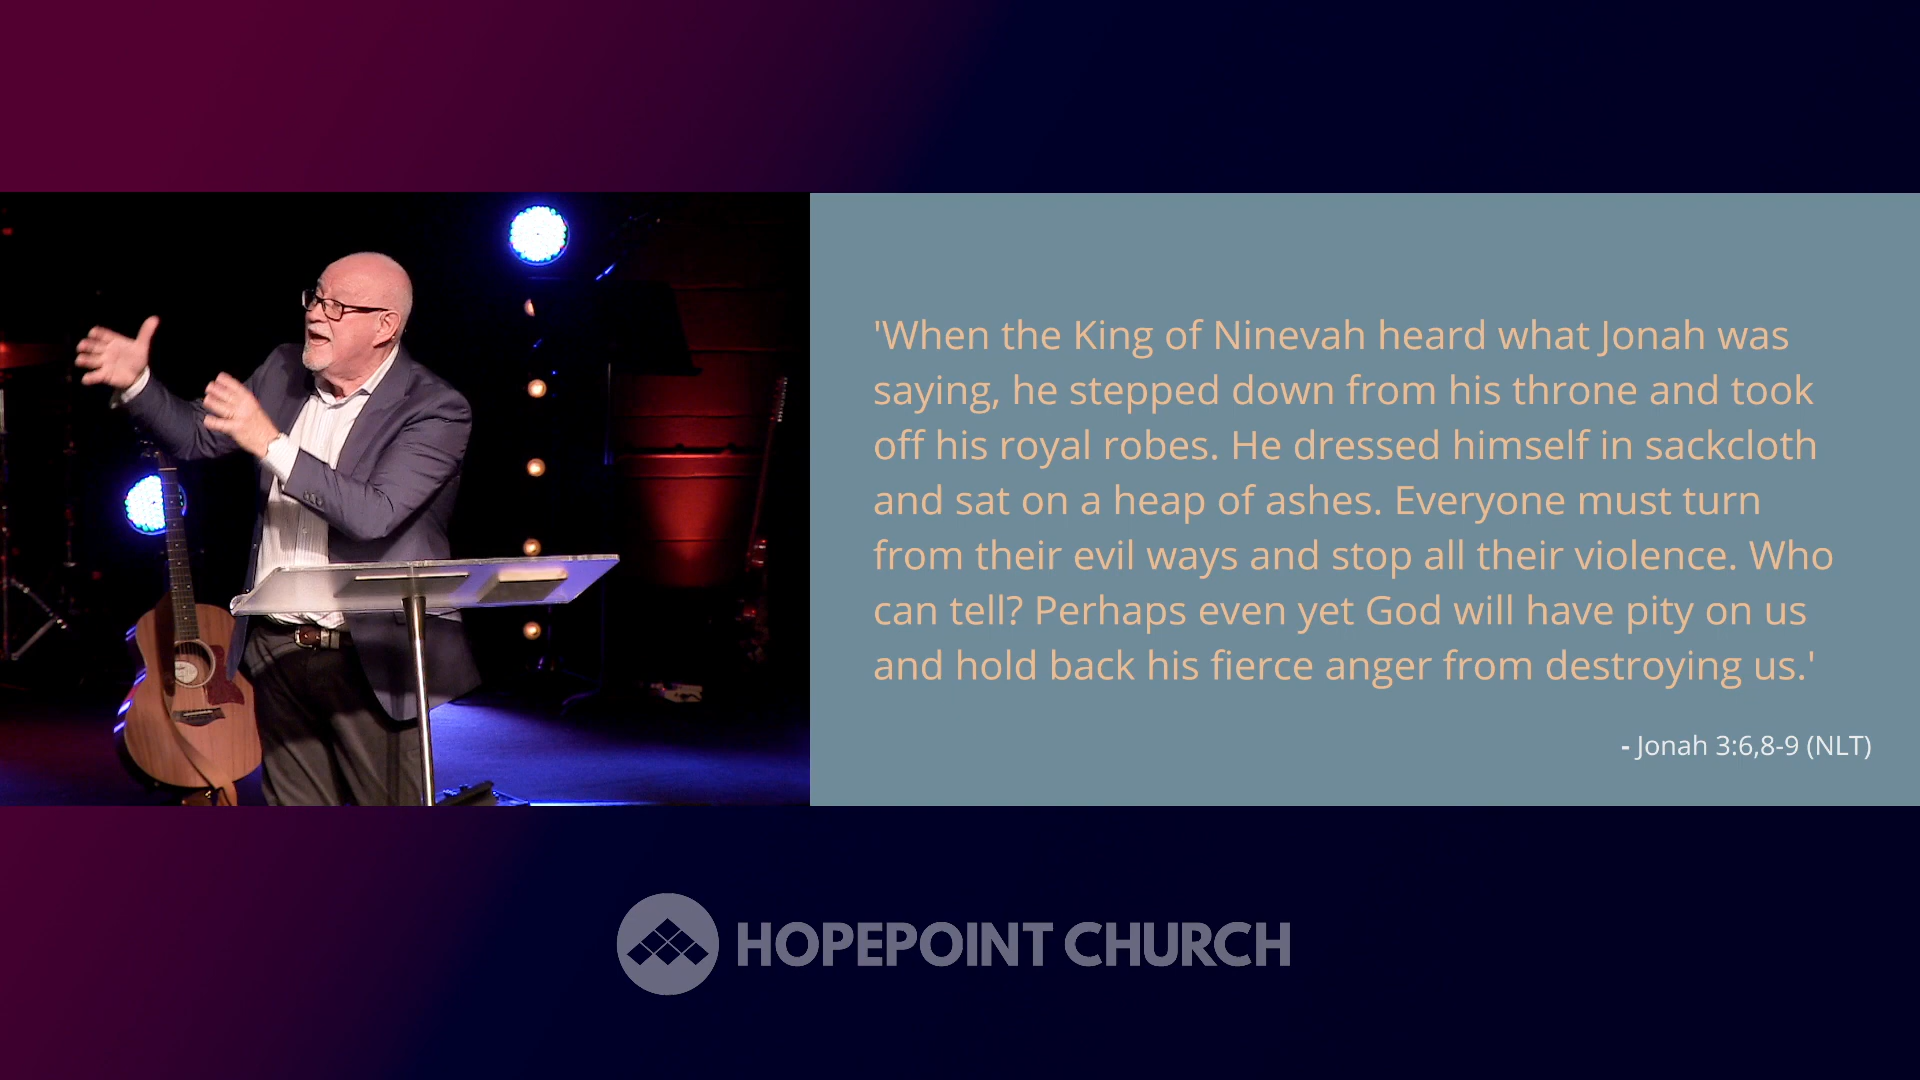 'When the King of Ninevah heard what Jonah was
saying, he stepped down from his throne and took
off his royal robes. He dressed himself in sackcloth
and sat on a heap of ashes. Everyone must turn
from their evil ways and stop all their violence. Who
can tell? Perhaps even yet God will have pity on us
and hold back his fierce anger from destroying us.'
- Jonah 3:6,8-9 (NLT)
HOPEPOINT CHURCH